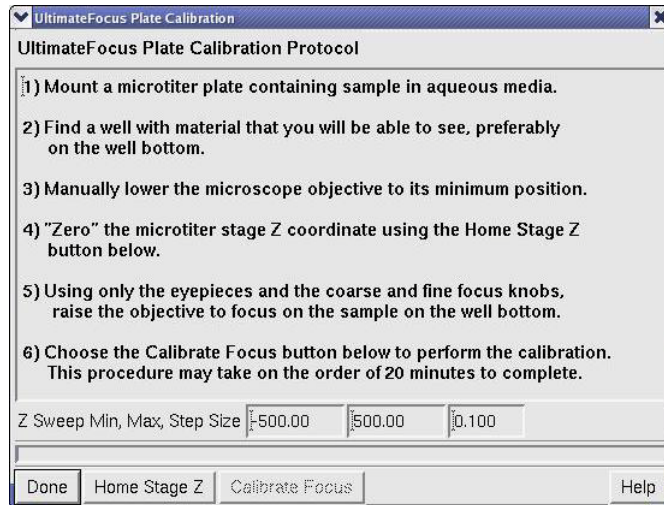 UltimateFocus Plate Calibration
UltimateFocus Plate Calibration Protocol
1) Mount a microtiter plate containing sample in aqueous media.
2) Find a well with material that you will be able to see, preferably
on the well bottom.
3) Manually lower the microscope objective to its minimum position.
4) "Zero" the microtiter stage Z coordinate using the Home Stage Z
button below.
5) Using only the eyepieces and the coarse and fine focus knobs,
raise the objective to focus on the sample on the well bottom.
6) Choose the Calibrate Focus button below to perform the calibration.
This procedure may take on the order of 20 minutes to complete.
Z Sweep Min, Max, Step Size -500.00 500.00 0.100
Done Home Stage Z Calibrate Focus Help